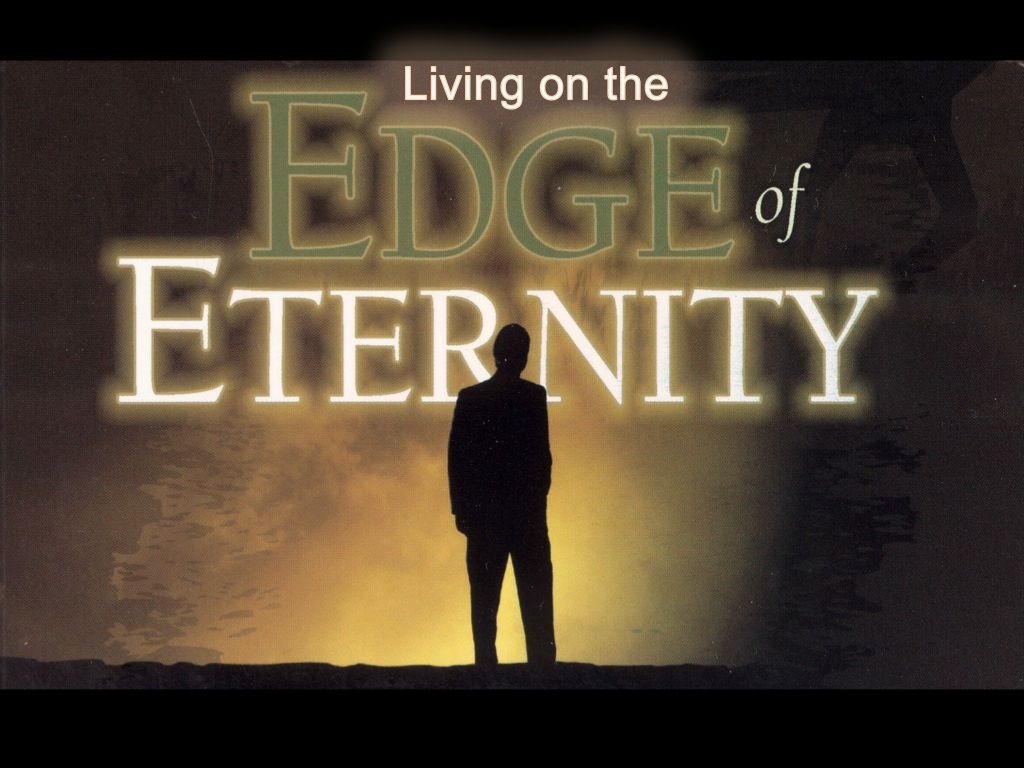 Living on the
EDGE of
ETERNITY